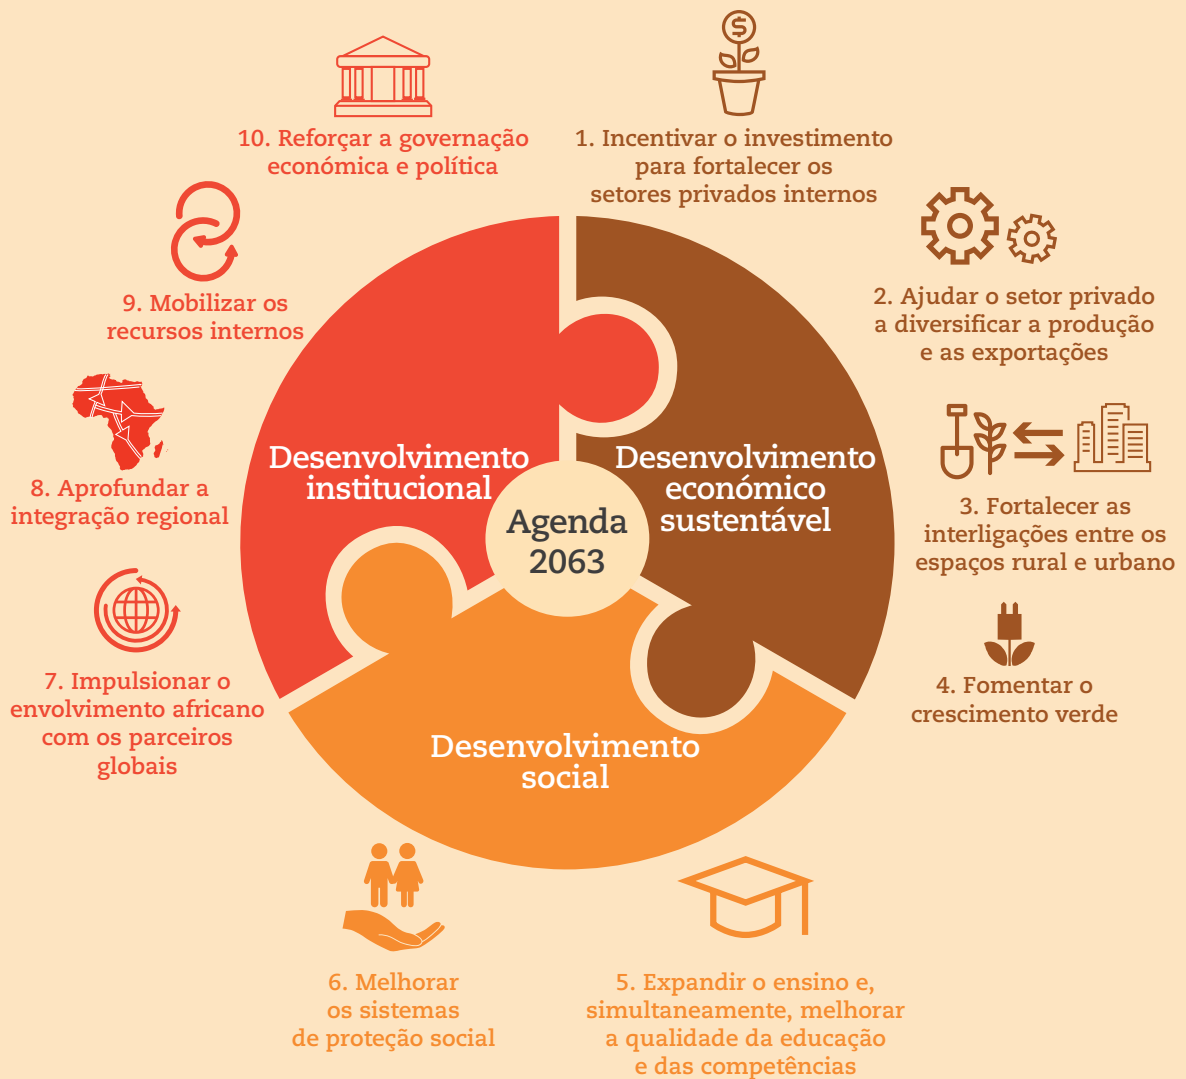 10. Reforçar a governação
económica e política
1. Incentivar o investimento
para fortalecer os
setores privados internos
2. Ajudar o setor privado
a diversificar a produção
e as exportações
3. Fortalecer as
interligações entre os
espaços rural e urbano
4. Fomentar o
crescimento verde
5. Expandir o ensino e,
simultaneamente, melhorar
a qualidade da educação
e das competências
6. Melhorar
os sistemas
de proteção social
7. Impulsionar o
envolvimento africano
com os parceiros
globais
8. Aprofundar a
integração regional
9. Mobilizar os
recursos internos
Desenvolvimento
institucional
Desenvolvimento
económico
sustentável
Agenda
2063
Desenvolvimento
social
$